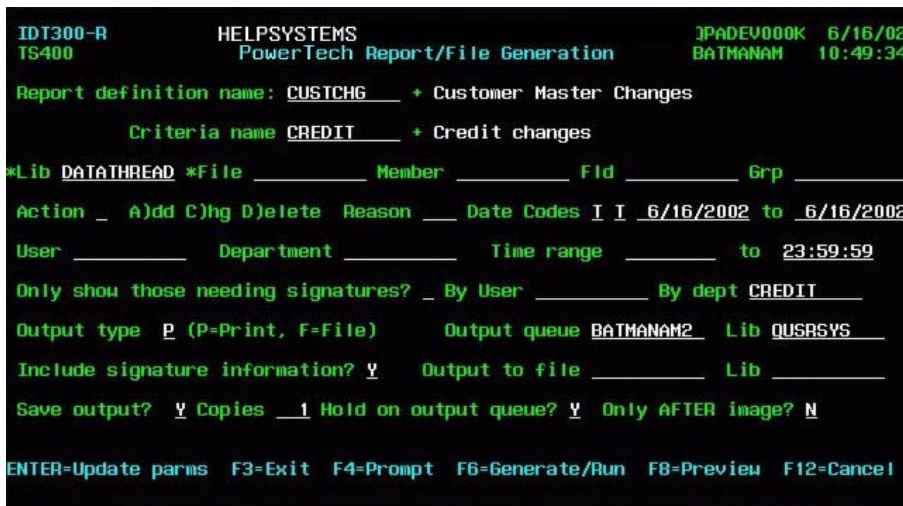 IDT300-R HELPSYSTEMS JPADEV000K 6/16/02
TS400 PowerTech Report/File Generation BATMANAM 10:49:34
Report definition name: CUSTCHG + Customer Master Changes
Criteria name CREDIT + Credit changes
*Lib DATATHREAD *File Member Fld Grp
Action _ A)dd C)hg D)elete Reason ___ Date Codes T T 6/16/2002 to 6/16/2002
User Department Time range to 23:59:59
Only show those needing signatures? _ By User By dept CREDIT
Output type P (P=Print, F=File) Output queue BATMANAM2 Lib QUSRSYS
Include signature information? Y Output to file Lib
Save output? Y Copies 1 Hold on output queue? Y Only AFTER image? N
ENTER=Update parms F3=Exit F4=Prompt F6=Generate/Run F8=Preview F12=Cancel